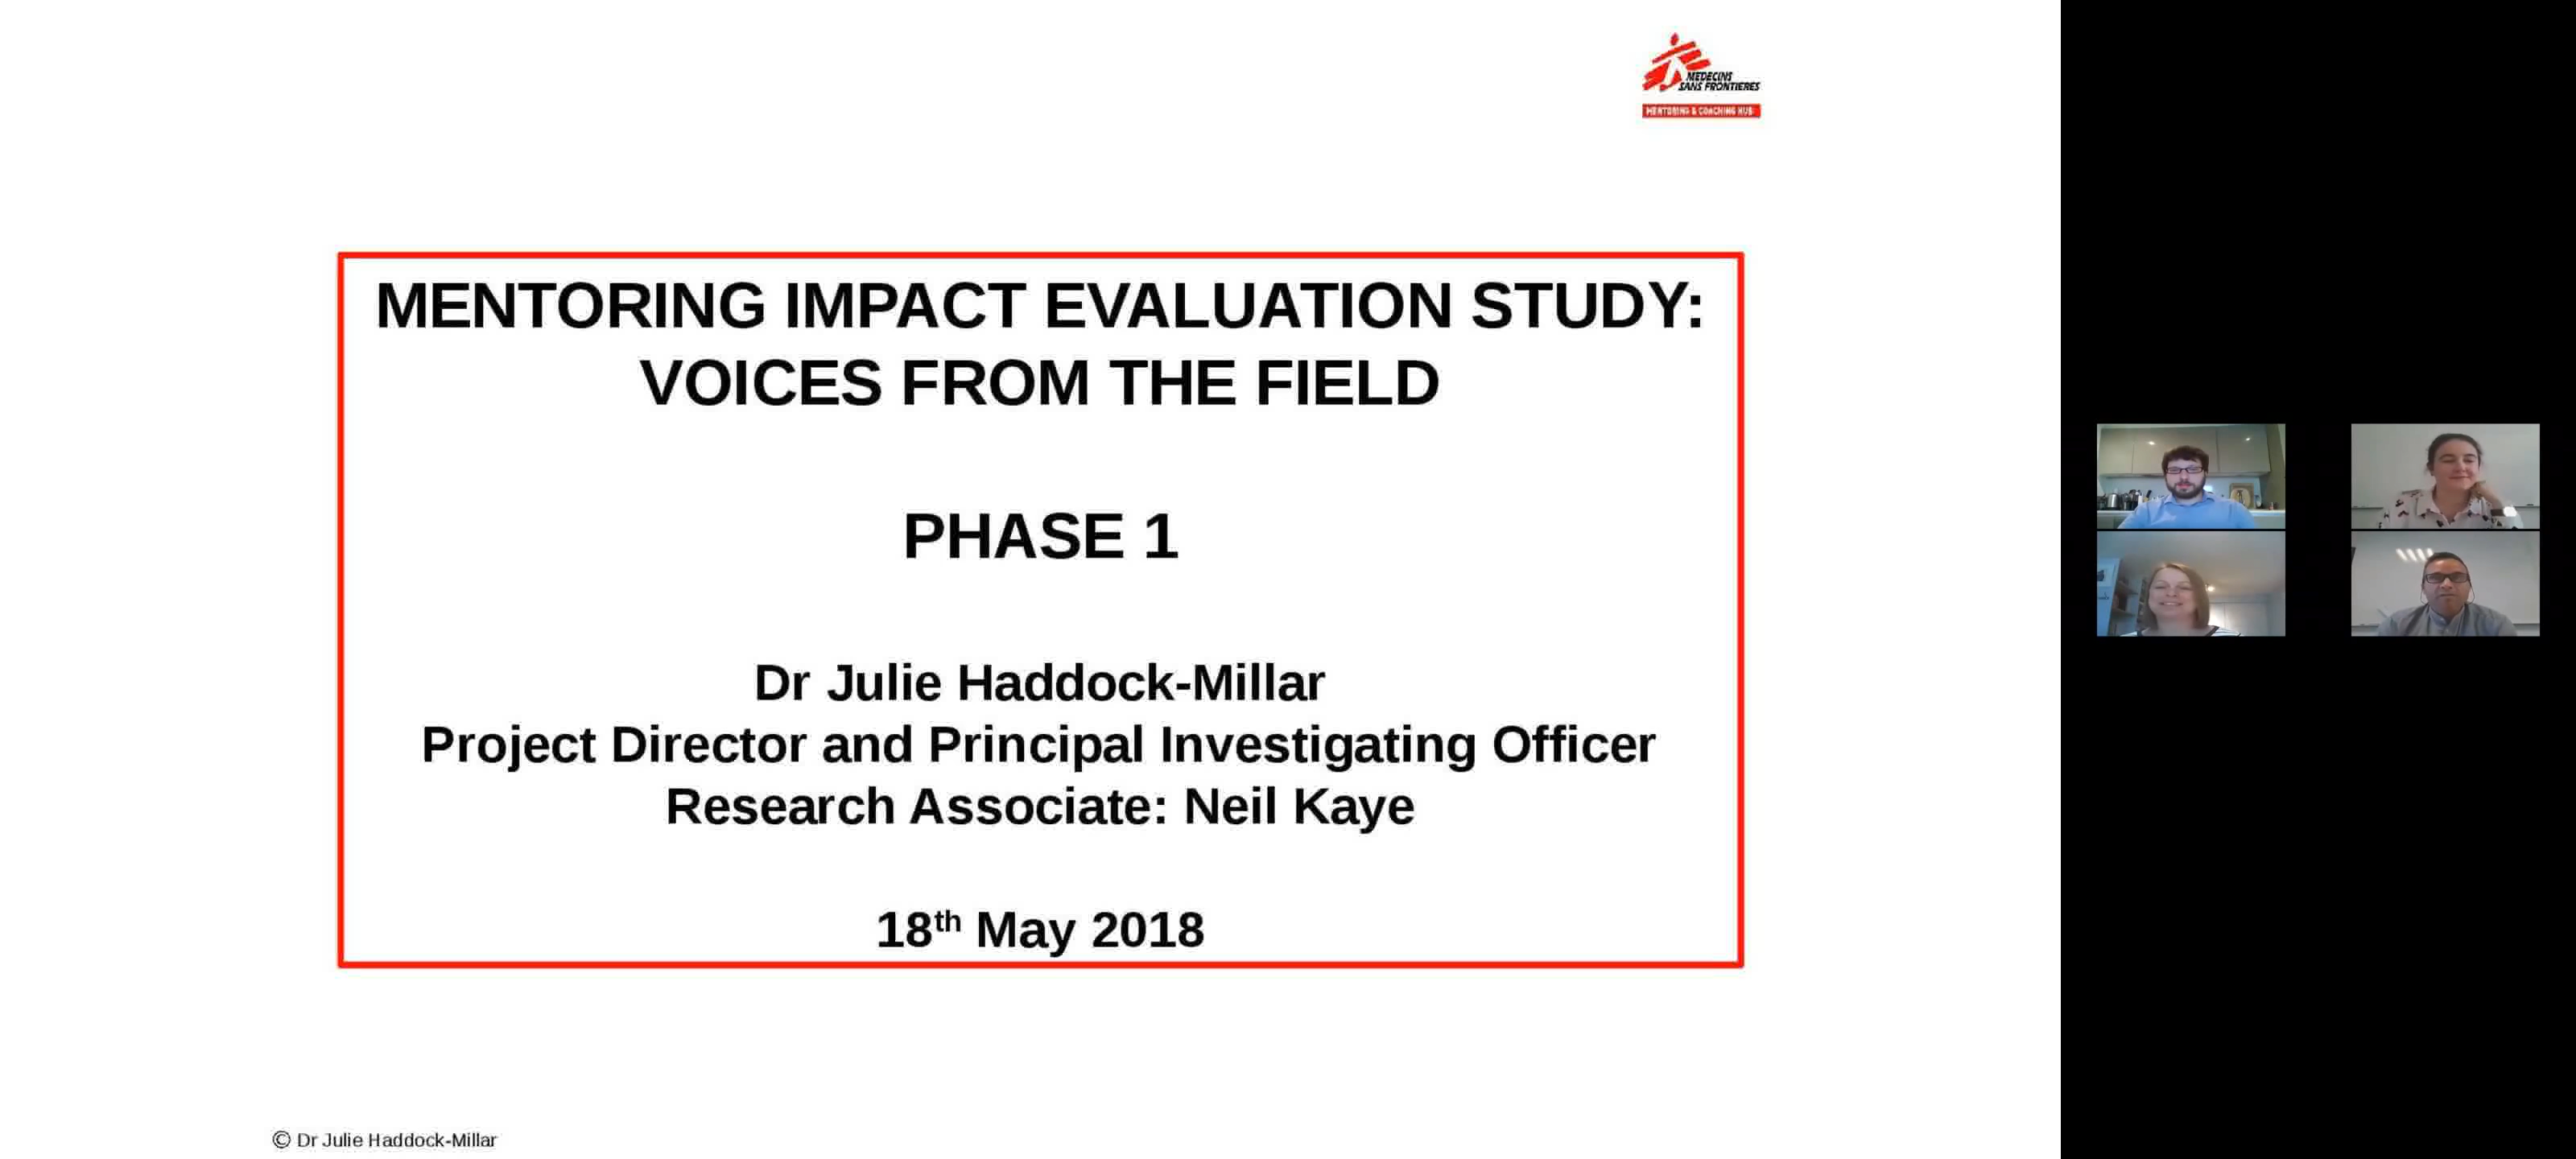 MEDECINS
SANS FRONTIERES
MENTORING & COACHING HUB
MENTORING IMPACT EVALUATION STUDY:
VOICES FROM THE FIELD
PHASE 1
Dr Julie Haddock-Millar
Project Director and Principal Investigating Officer
Research Associate: Neil Kaye
18th May 2018
© Dr Julie Haddock-Millar